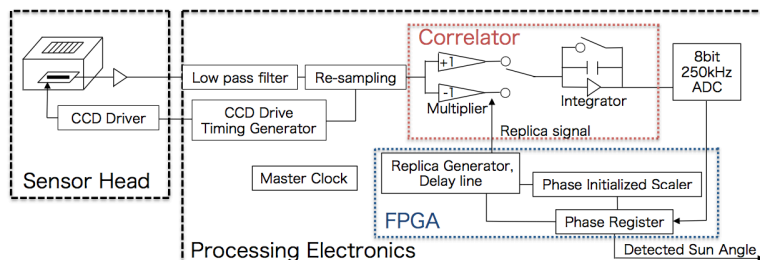 Correlator
+1
-1
Multiplier
Integrator
8bit
250kHz
ADC
Low pass filter
Re-sampling
CCD Driver
CCD Drive
Timing Generator
Replica signal
Sensor Head
Master Clock
Replica Generator,
Delay line
Phase Initialized Scaler
FPGA
Phase Register
Processing Electronics
Detected Sun Angle